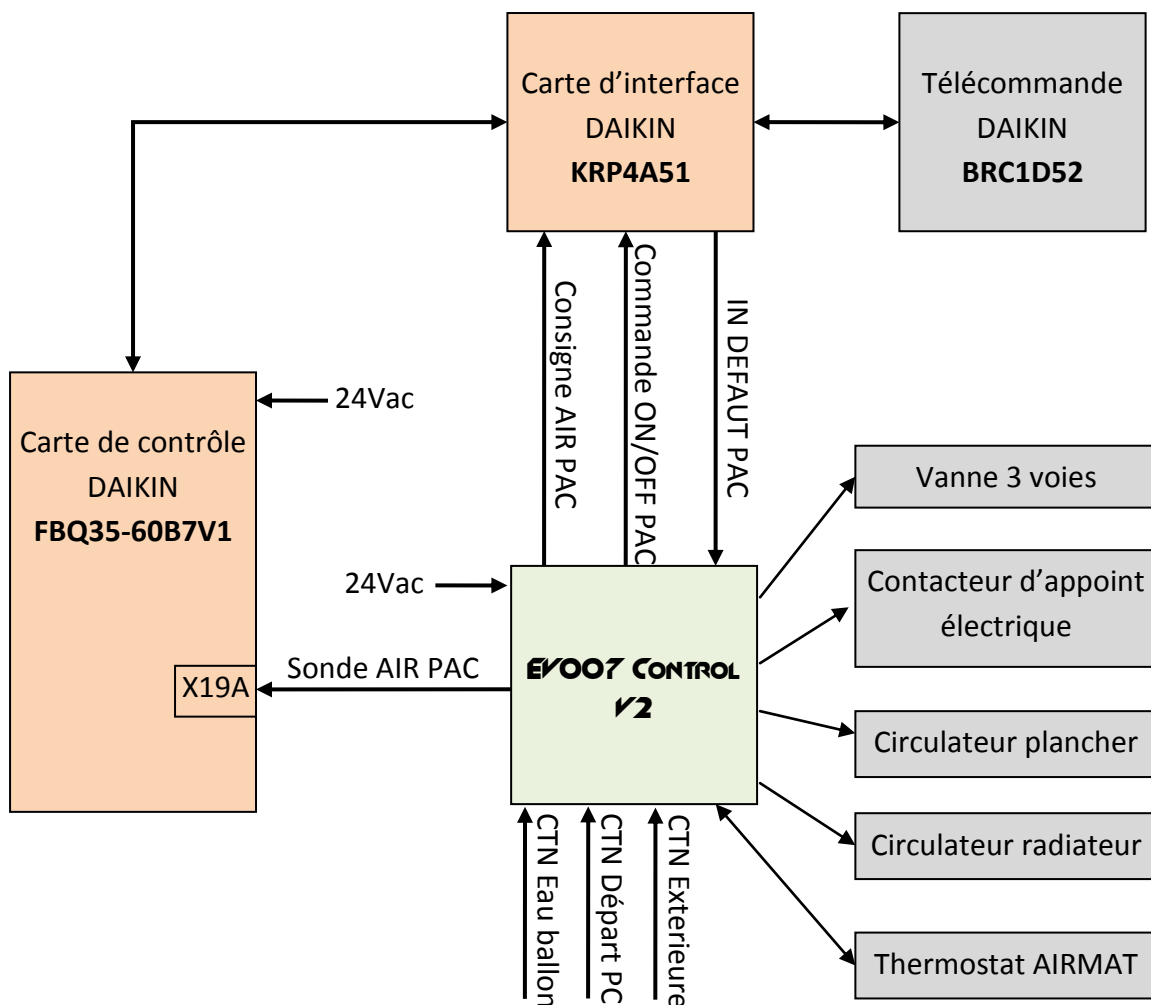 Carte d'interface
DAIKIN
KRP4A51
Télécommande
DAIKIN
BRC1D52
Consigne AIR PAC
Commande ON/OFF PAC
IN DEFAUT PAC
24Vac
Carte de contrôle
DAIKIN
FBQ35-60B7V1
24Vac
Sonde AIR PAC
X19A
EVOO7 CONTROL
V2
Vanne 3 voies
Contacteur d'appoint
électrique
Circulateur plancher
Circulateur radiateur
Thermostat AIRMAT
CTN Eau ballon
CTN Départ PC
CTN Exterieure